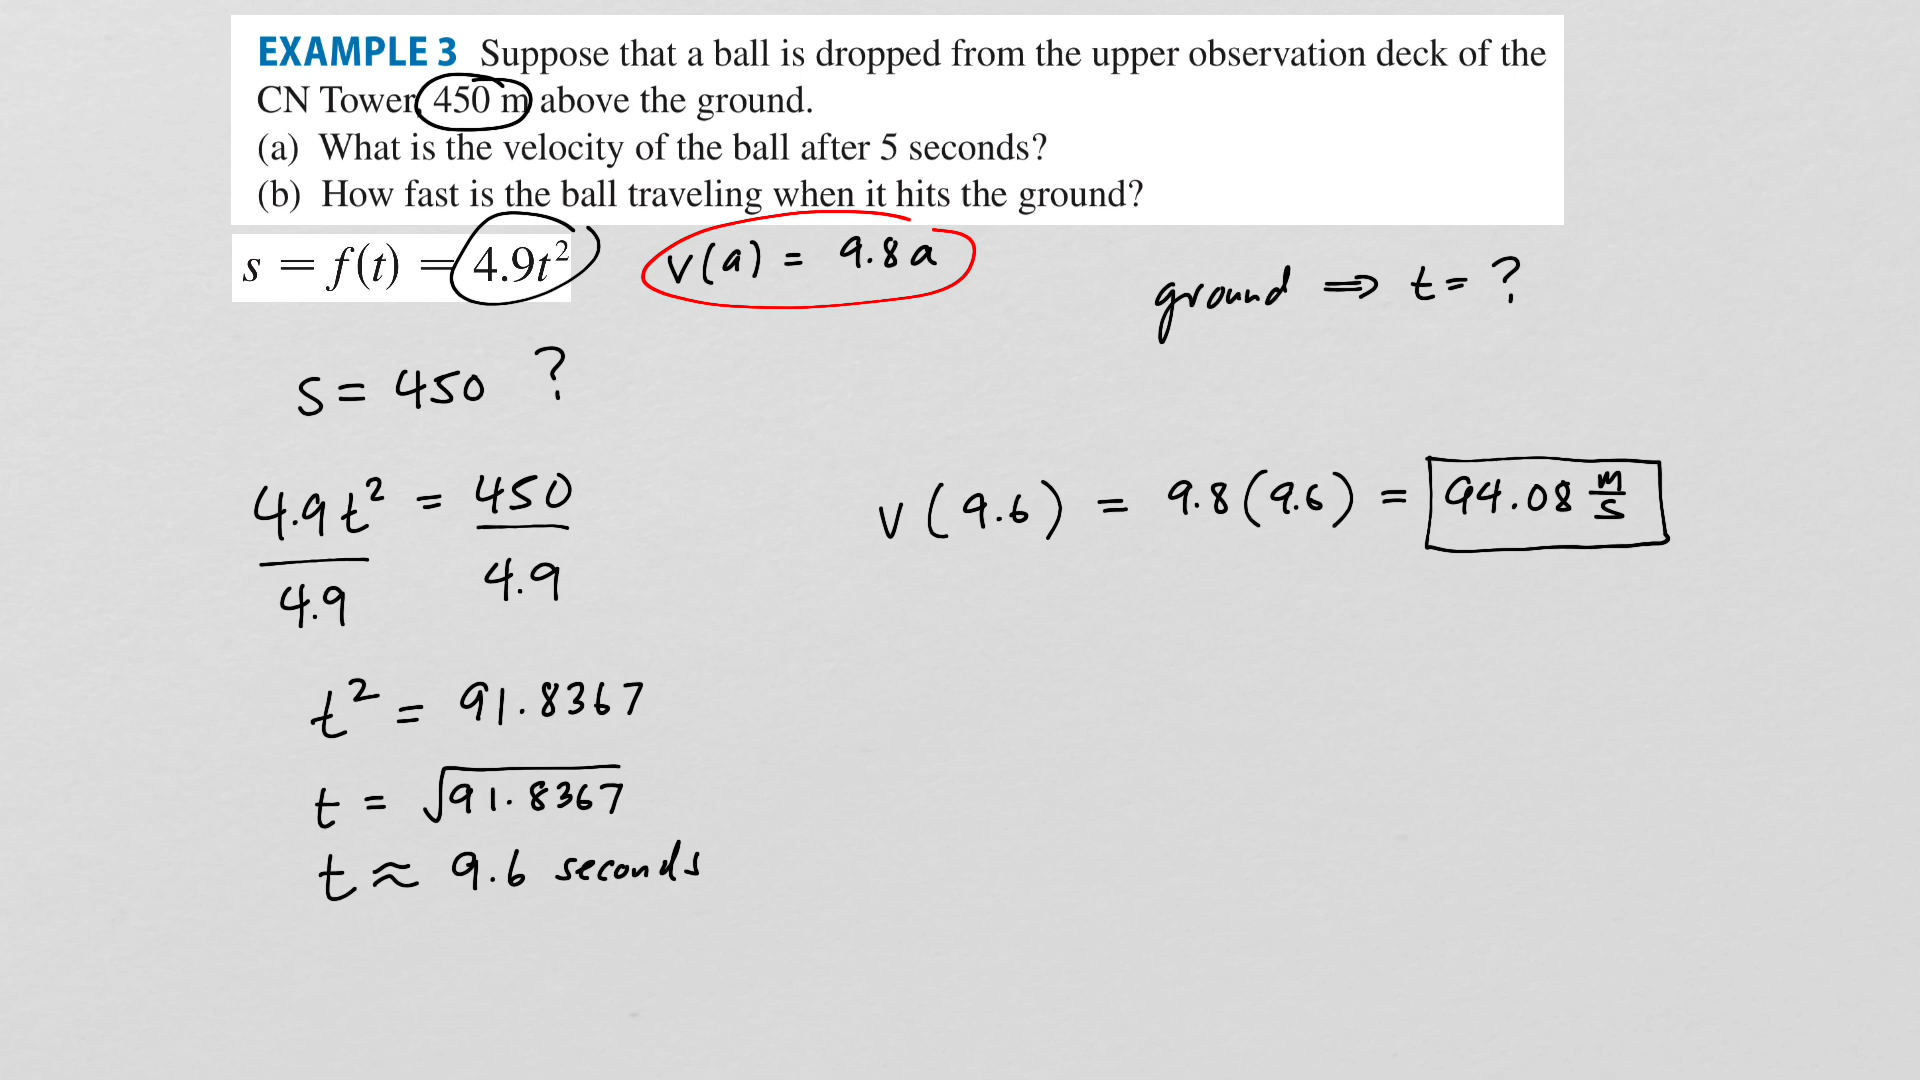 EXAMPLE 3 Suppose that a ball is dropped from the upper observation deck of the
CN Tower, 450 m above the ground.
(a) What is the velocity of the ball after 5 seconds?
(b) How fast is the ball traveling when it hits the ground?
s = f(t) = 4.9t²
v(a) = 9.8a
ground ⇒ t = ?
s = 450 ?
4.9t² / 4.9 = 450 / 4.9
v(9.6) = 9.8(9.6) = 94.08 m/s
t² = 91.8367
t = √91.8367
t ≈ 9.6 seconds